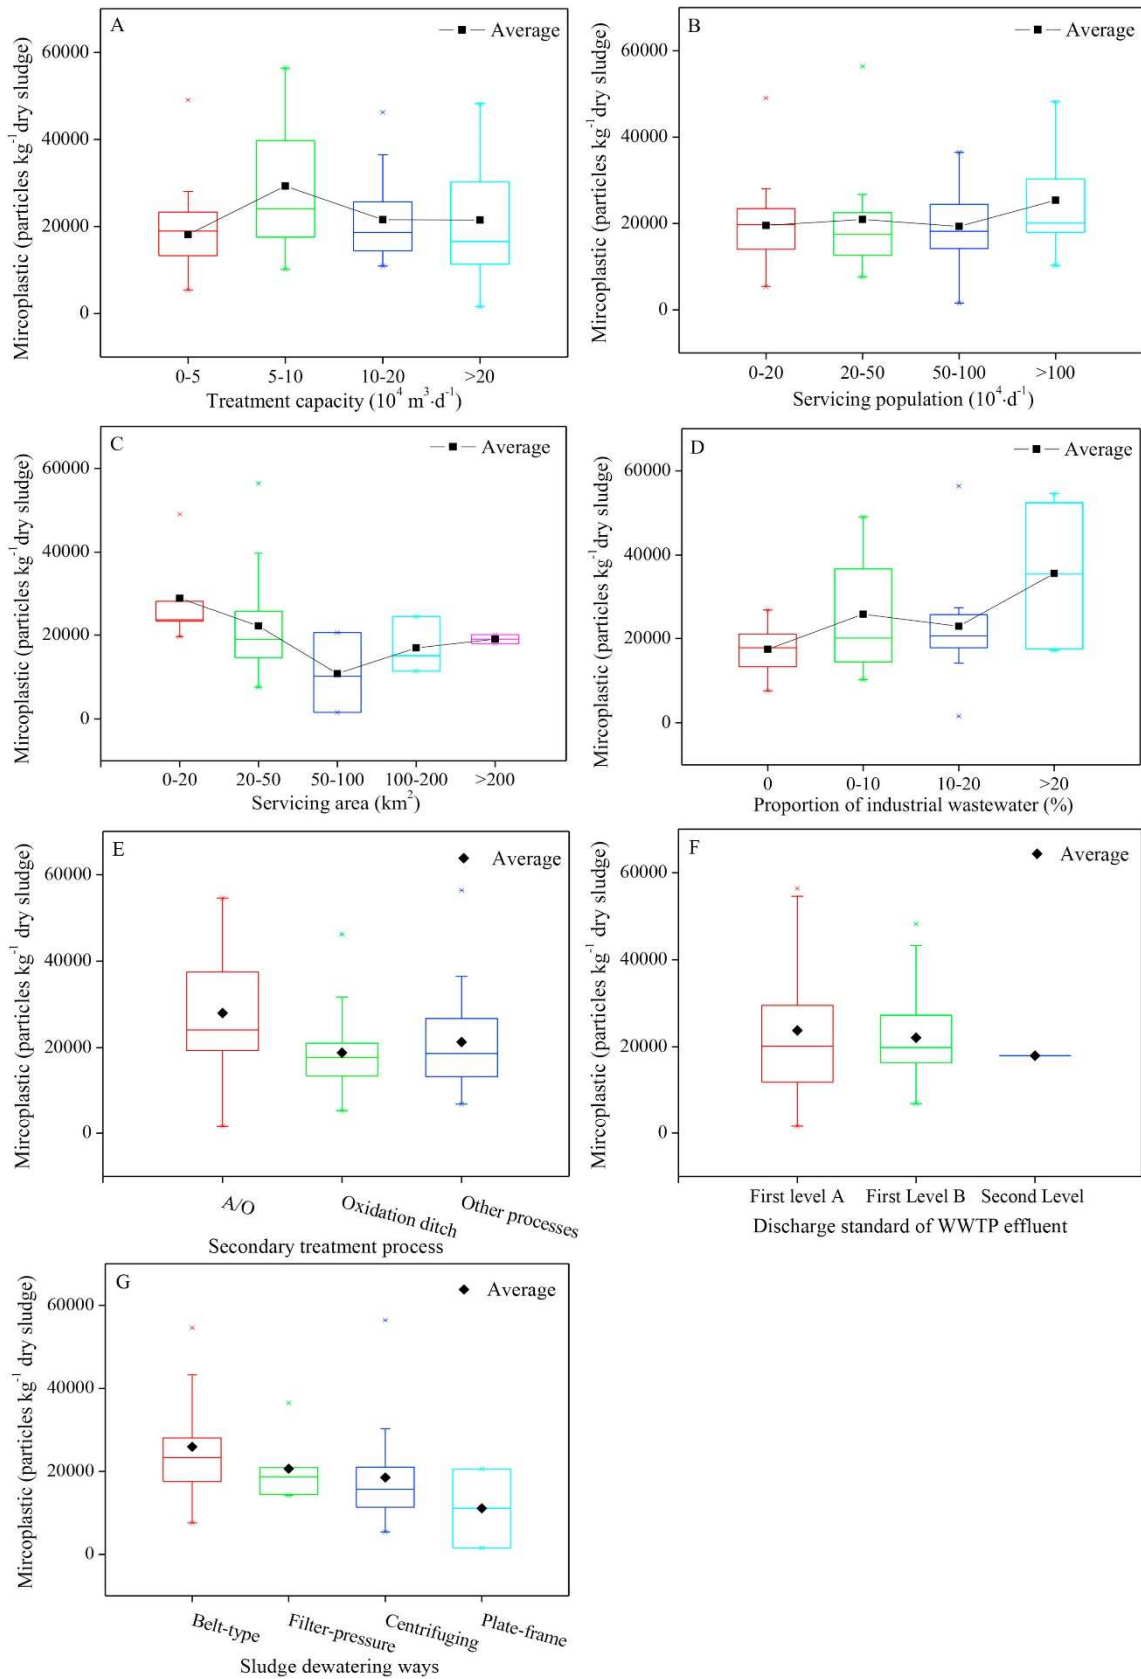 A
Average
Mircoplastic (particles kg⁻¹ dry sludge)
60000
40000
20000
0
0-5 5-10 10-20 >20
Treatment capacity (10⁴ m³·d⁻¹)
B
Average
Mircoplastic (particles kg⁻¹ dry sludge)
60000
40000
20000
0
0-20 20-50 50-100 >100
Servicing population (10⁴·d⁻¹)
C
Average
Mircoplastic (particles kg⁻¹ dry sludge)
60000
40000
20000
0
0-20 20-50 50-100 100-200 >200
Servicing area (km²)
D
Average
Mircoplastic (particles kg⁻¹ dry sludge)
60000
40000
20000
0
0 0-10 10-20 >20
Proportion of industrial wastewater (%)
E
Average
Mircoplastic (particles kg⁻¹ dry sludge)
60000
40000
20000
0
A/O Oxidation ditch Other processes
Secondary treatment process
F
Average
Mircoplastic (particles kg⁻¹ dry sludge)
60000
40000
20000
0
First level A First Level B Second Level
Discharge standard of WWTP effluent
G
Average
Mircoplastic (particles kg⁻¹ dry sludge)
60000
40000
20000
0
Belt-type Filter-pressure Centrifuging Plate-frame
Sludge dewatering ways